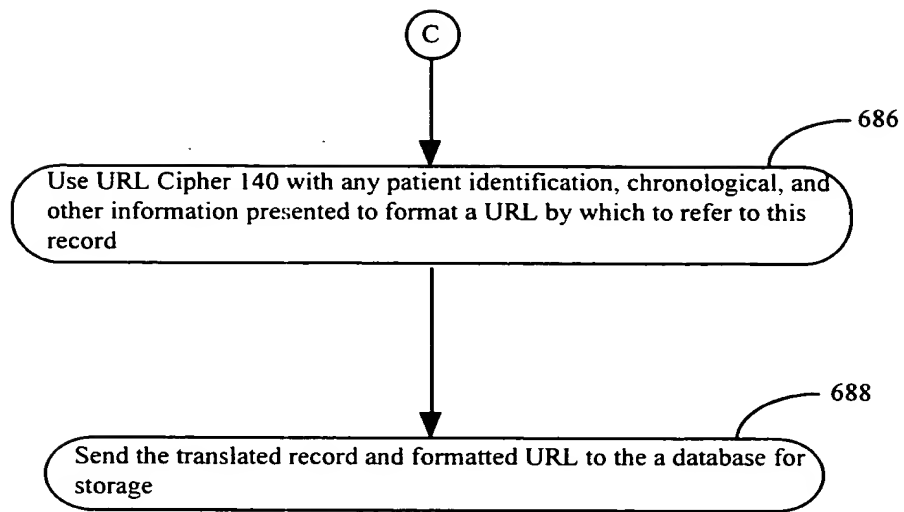 C
686
Use URL Cipher 140 with any patient identification, chronological, and
other information presented to format a URL by which to refer to this
record
688
Send the translated record and formatted URL to the a database for
storage